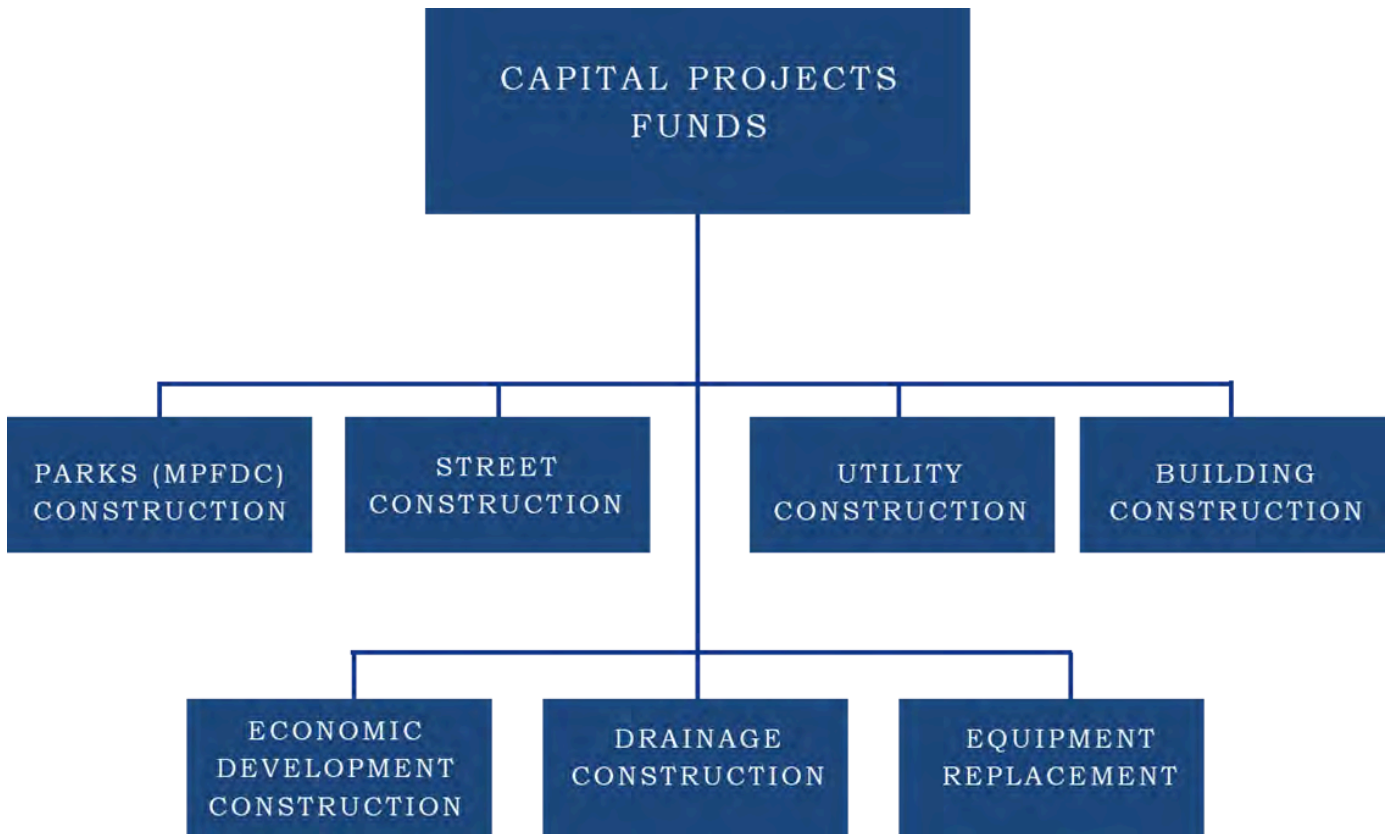 CAPITAL PROJECTS
FUNDS
PARKS (MPFDC)
CONSTRUCTION
STREET
CONSTRUCTION
UTILITY
CONSTRUCTION
BUILDING
CONSTRUCTION
ECONOMIC
DEVELOPMENT
CONSTRUCTION
DRAINAGE
CONSTRUCTION
EQUIPMENT
REPLACEMENT